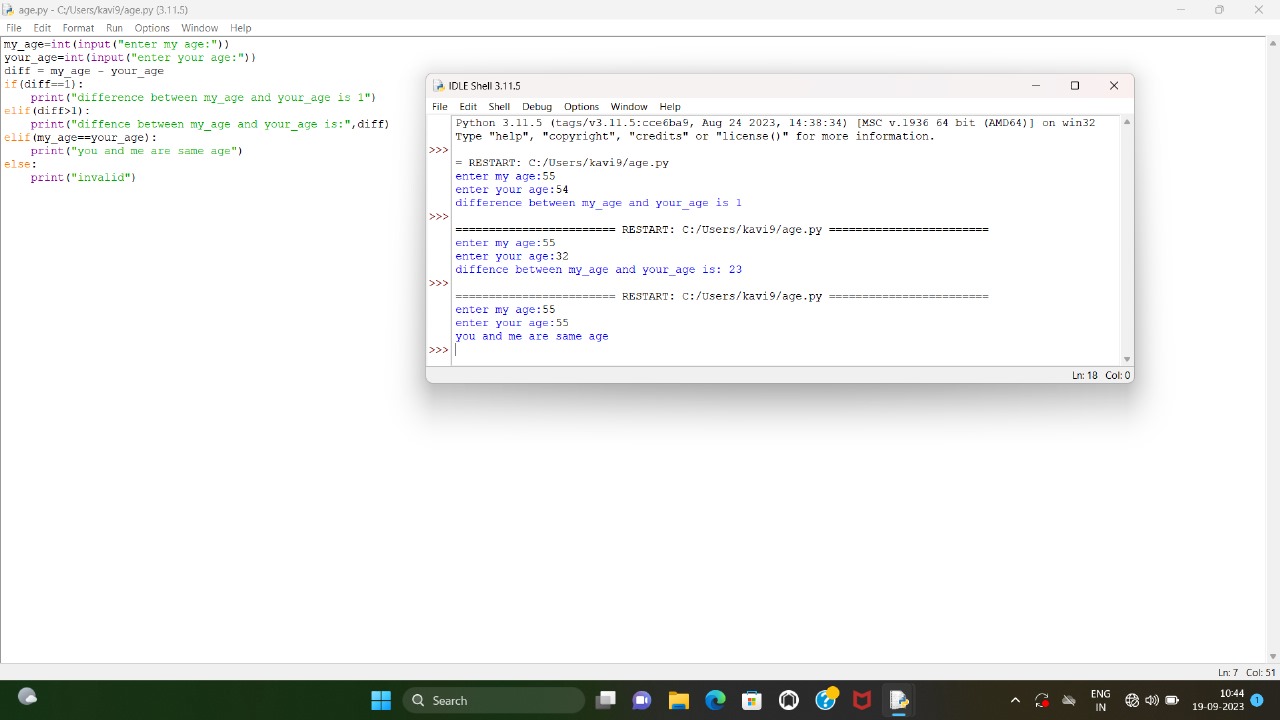 age.py - C:/Users/kavi9/age.py (3.11.5)
File Edit Format Run Options Window Help
my_age=int(input("enter my age:"))
your_age=int(input("enter your age:"))
diff = my_age - your_age
if(diff==1):
    print("difference between my_age and your_age is 1")
elif(diff>1):
    print("diffence between my_age and your_age is:",diff)
elif(my_age==your_age):
    print("you and me are same age")
else:
    print("invalid")
IDLE Shell 3.11.5
File Edit Shell Debug Options Window Help
Python 3.11.5 (tags/v3.11.5:cce6ba9, Aug 24 2023, 14:38:34) [MSC v.1936 64 bit (AMD64)] on win32
Type "help", "copyright", "credits" or "license()" for more information.
>>>
= RESTART: C:/Users/kavi9/age.py
enter my age:55
enter your age:54
difference between my_age and your_age is 1
>>>
======================== RESTART: C:/Users/kavi9/age.py ========================
enter my age:55
enter your age:32
diffence between my_age and your_age is: 23
>>>
======================== RESTART: C:/Users/kavi9/age.py ========================
enter my age:55
enter your age:55
you and me are same age
>>>
Ln: 18 Col: 0
Ln: 7 Col: 51
Search
ENG
IN
10:44
19-09-2023
1